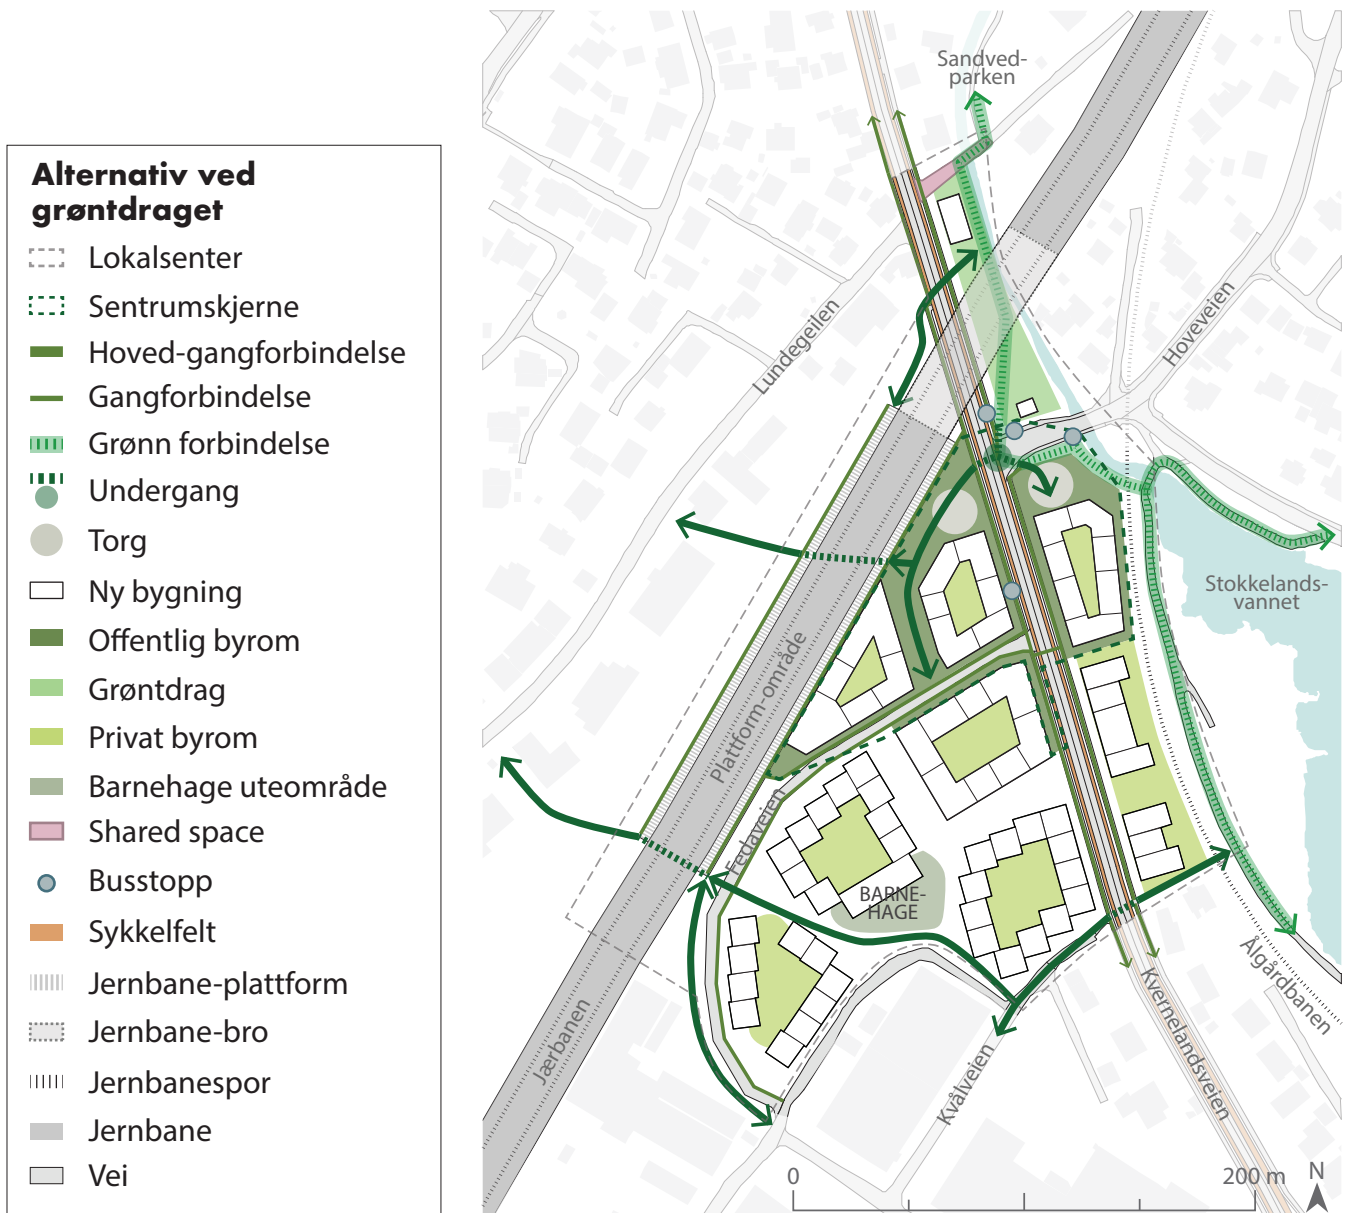 Alternativ ved
grøntdraget
Lokalsenter
Sentrumskjerne
Hoved-gangforbindelse
Gangforbindelse
Grønn forbindelse
Undergang
Torg
Ny bygning
Offentlig byrom
Grøntdrag
Privat byrom
Barnehage uteområde
Shared space
Busstopp
Sykkelfelt
Jernbane-plattform
Jernbane-bro
Jernbanespor
Jernbane
Vei
Sandved-
parken
Lundegeilen
Hoveveien
Stokkelands-
vannet
Plattform-område
Fedaveien
BARNE-
HAGE
Jærbanen
Kvålveien
Kvernelandsveien
Ålgårdbanen
0
200 m
N